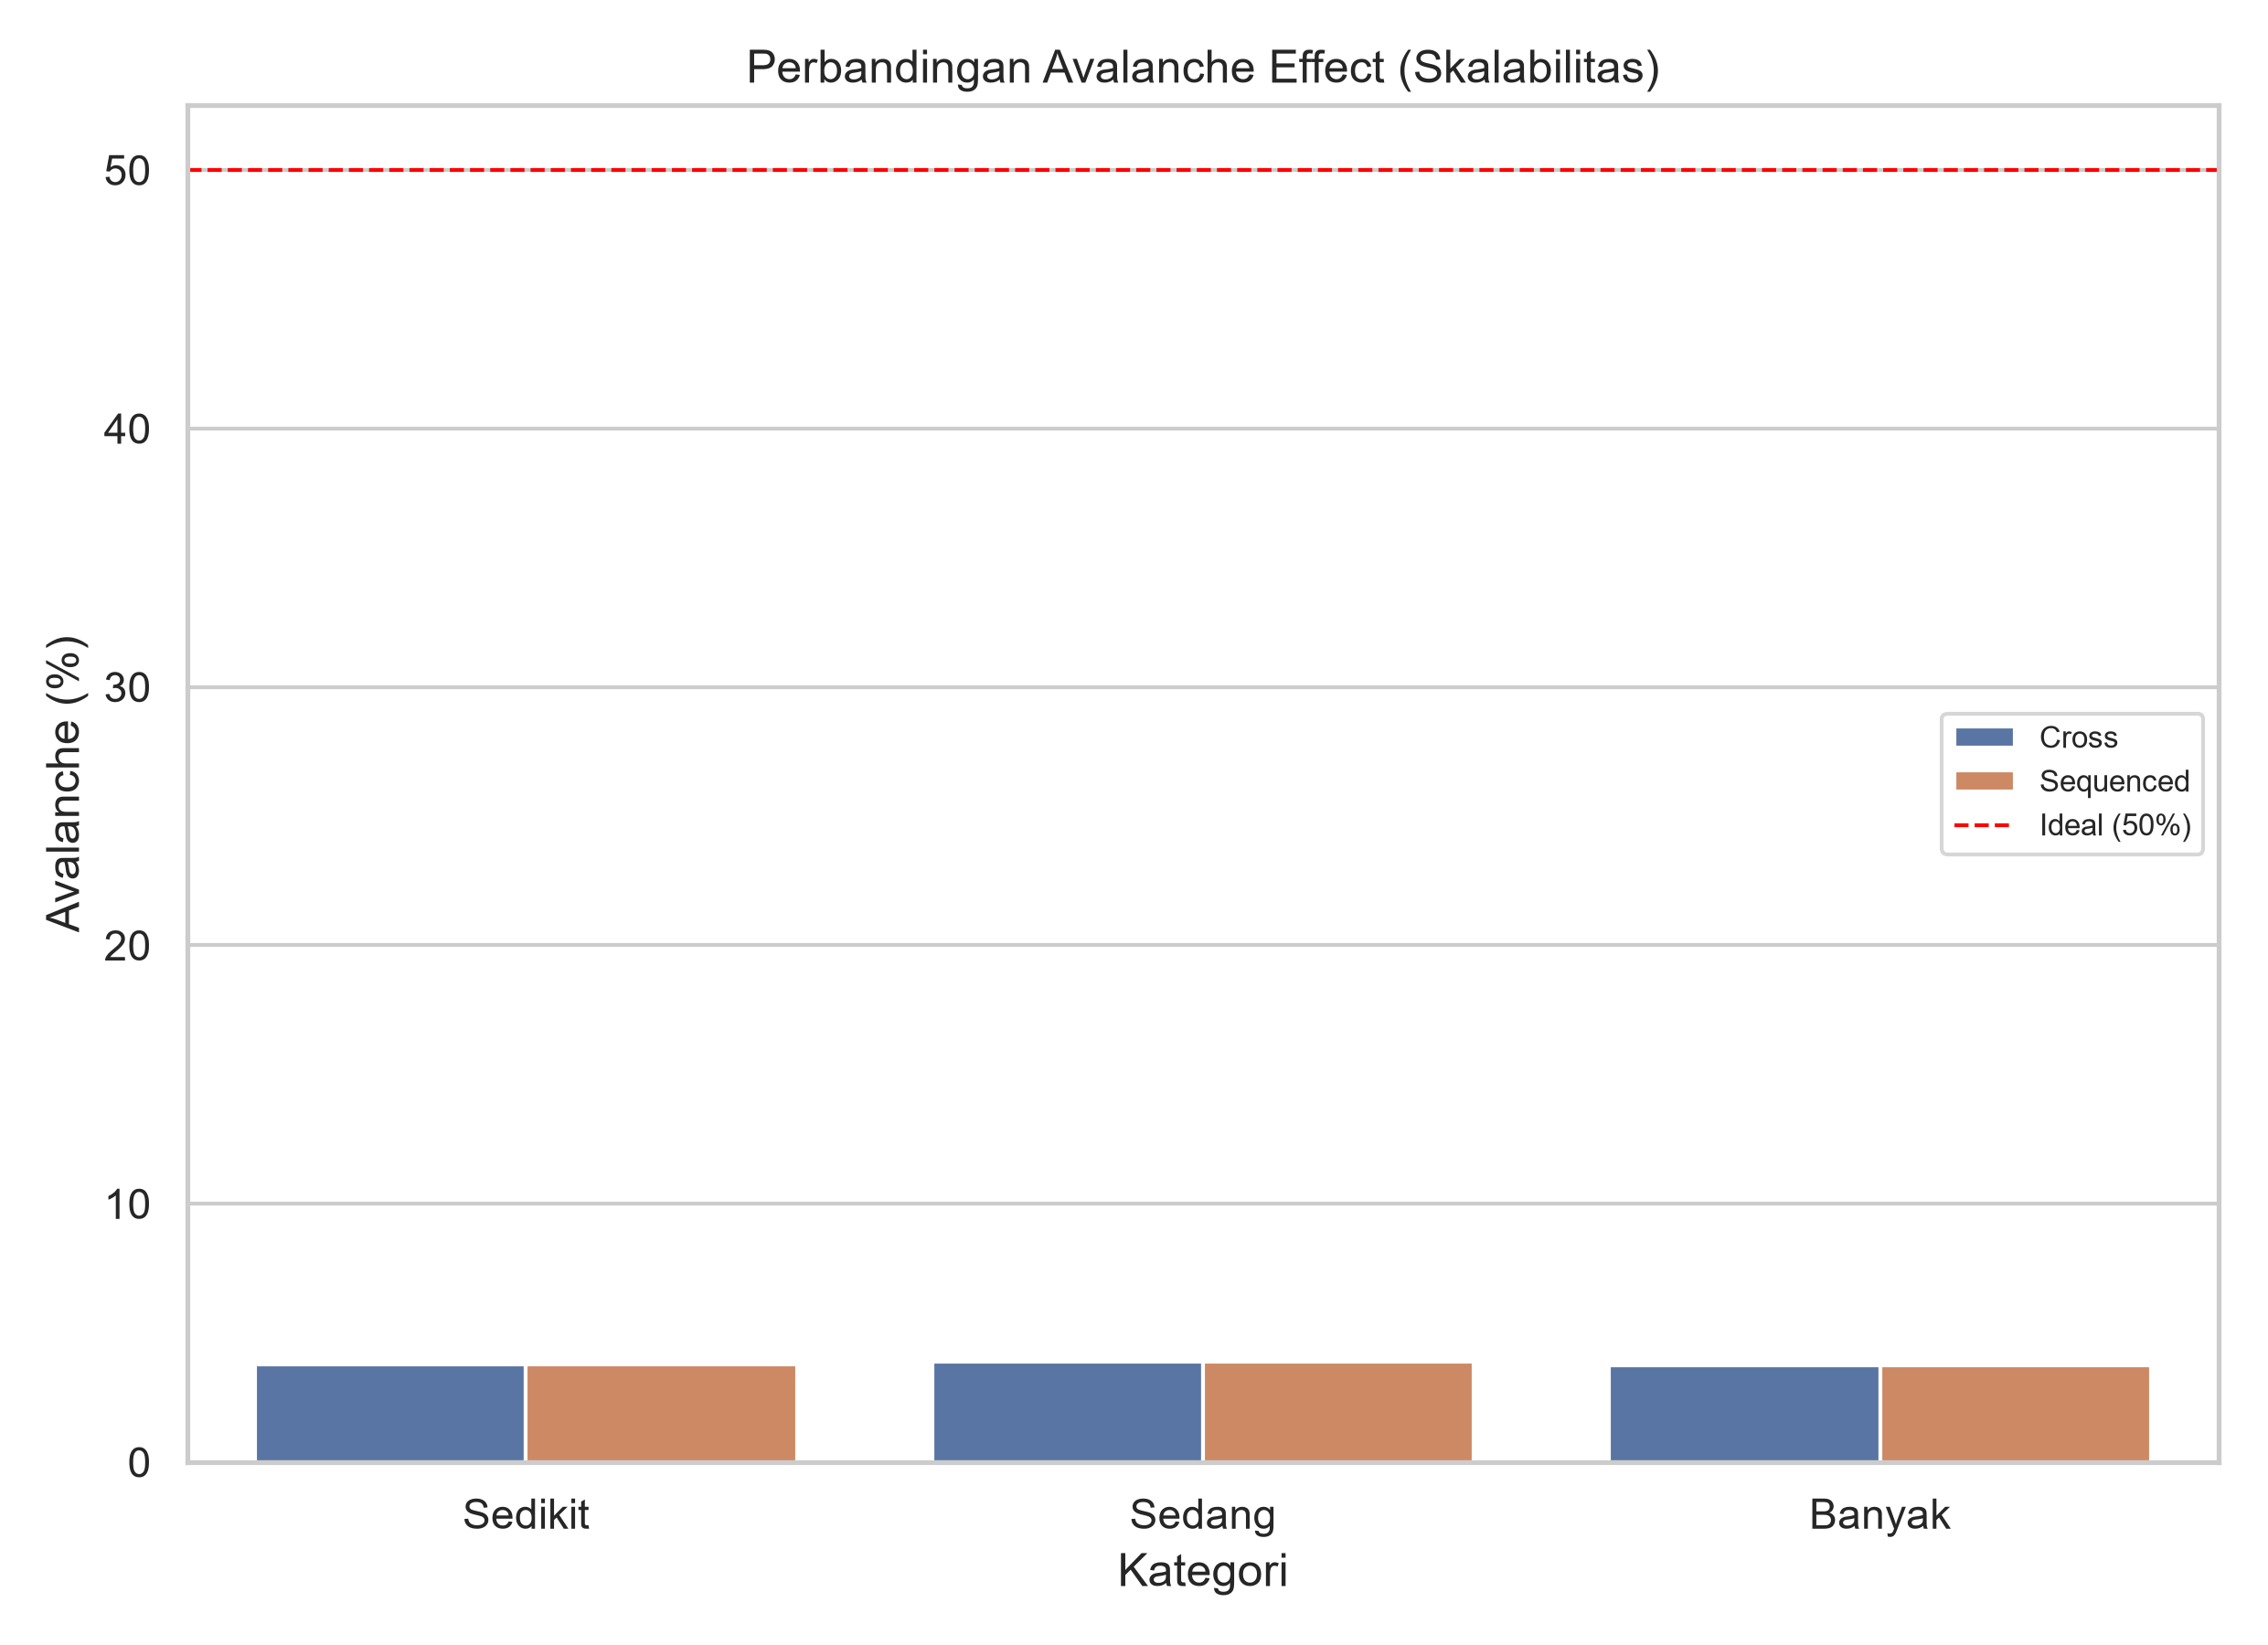 Perbandingan Avalanche Effect (Skalabilitas)
Avalanche (%)
50
40
30
20
10
0
Cross
Sequenced
Ideal (50%)
Sedikit
Sedang
Banyak
Kategori